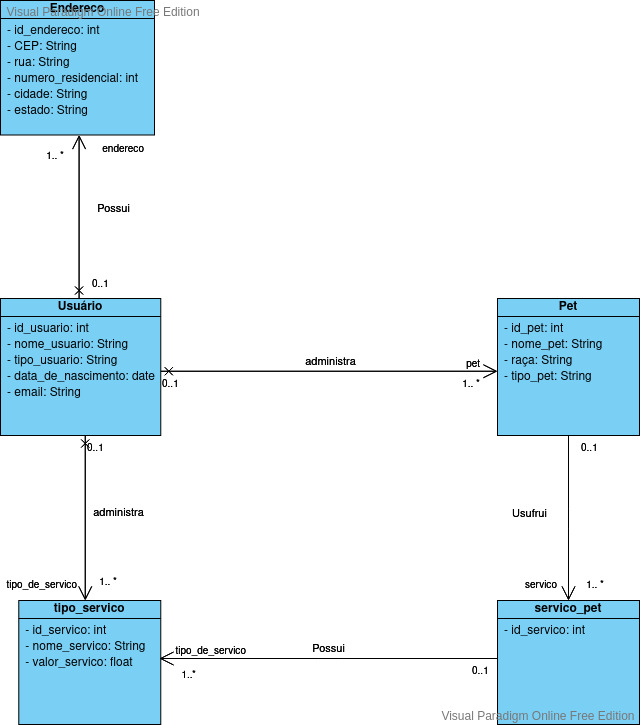 Visual Paradigm Online Free Edition
Endereco
- id_endereco: int
- CEP: String
- rua: String
- numero_residencial: int
- cidade: String
- estado: String
1.. *
endereco
Possui
0..1
Usuário
- id_usuario: int
- nome_usuario: String
- tipo_usuario: String
- data_de_nascimento: date
- email: String
0..1
administra
pet
1.. *
Pet
- id_pet: int
- nome_pet: String
- raça: String
- tipo_pet: String
0..1
administra
tipo_de_servico
1.. *
0..1
Usufrui
servico
1.. *
tipo_servico
- id_servico: int
- nome_servico: String
- valor_servico: float
tipo_de_servico
1..*
Possui
0..1
servico_pet
- id_servico: int
Visual Paradigm Online Free Edition